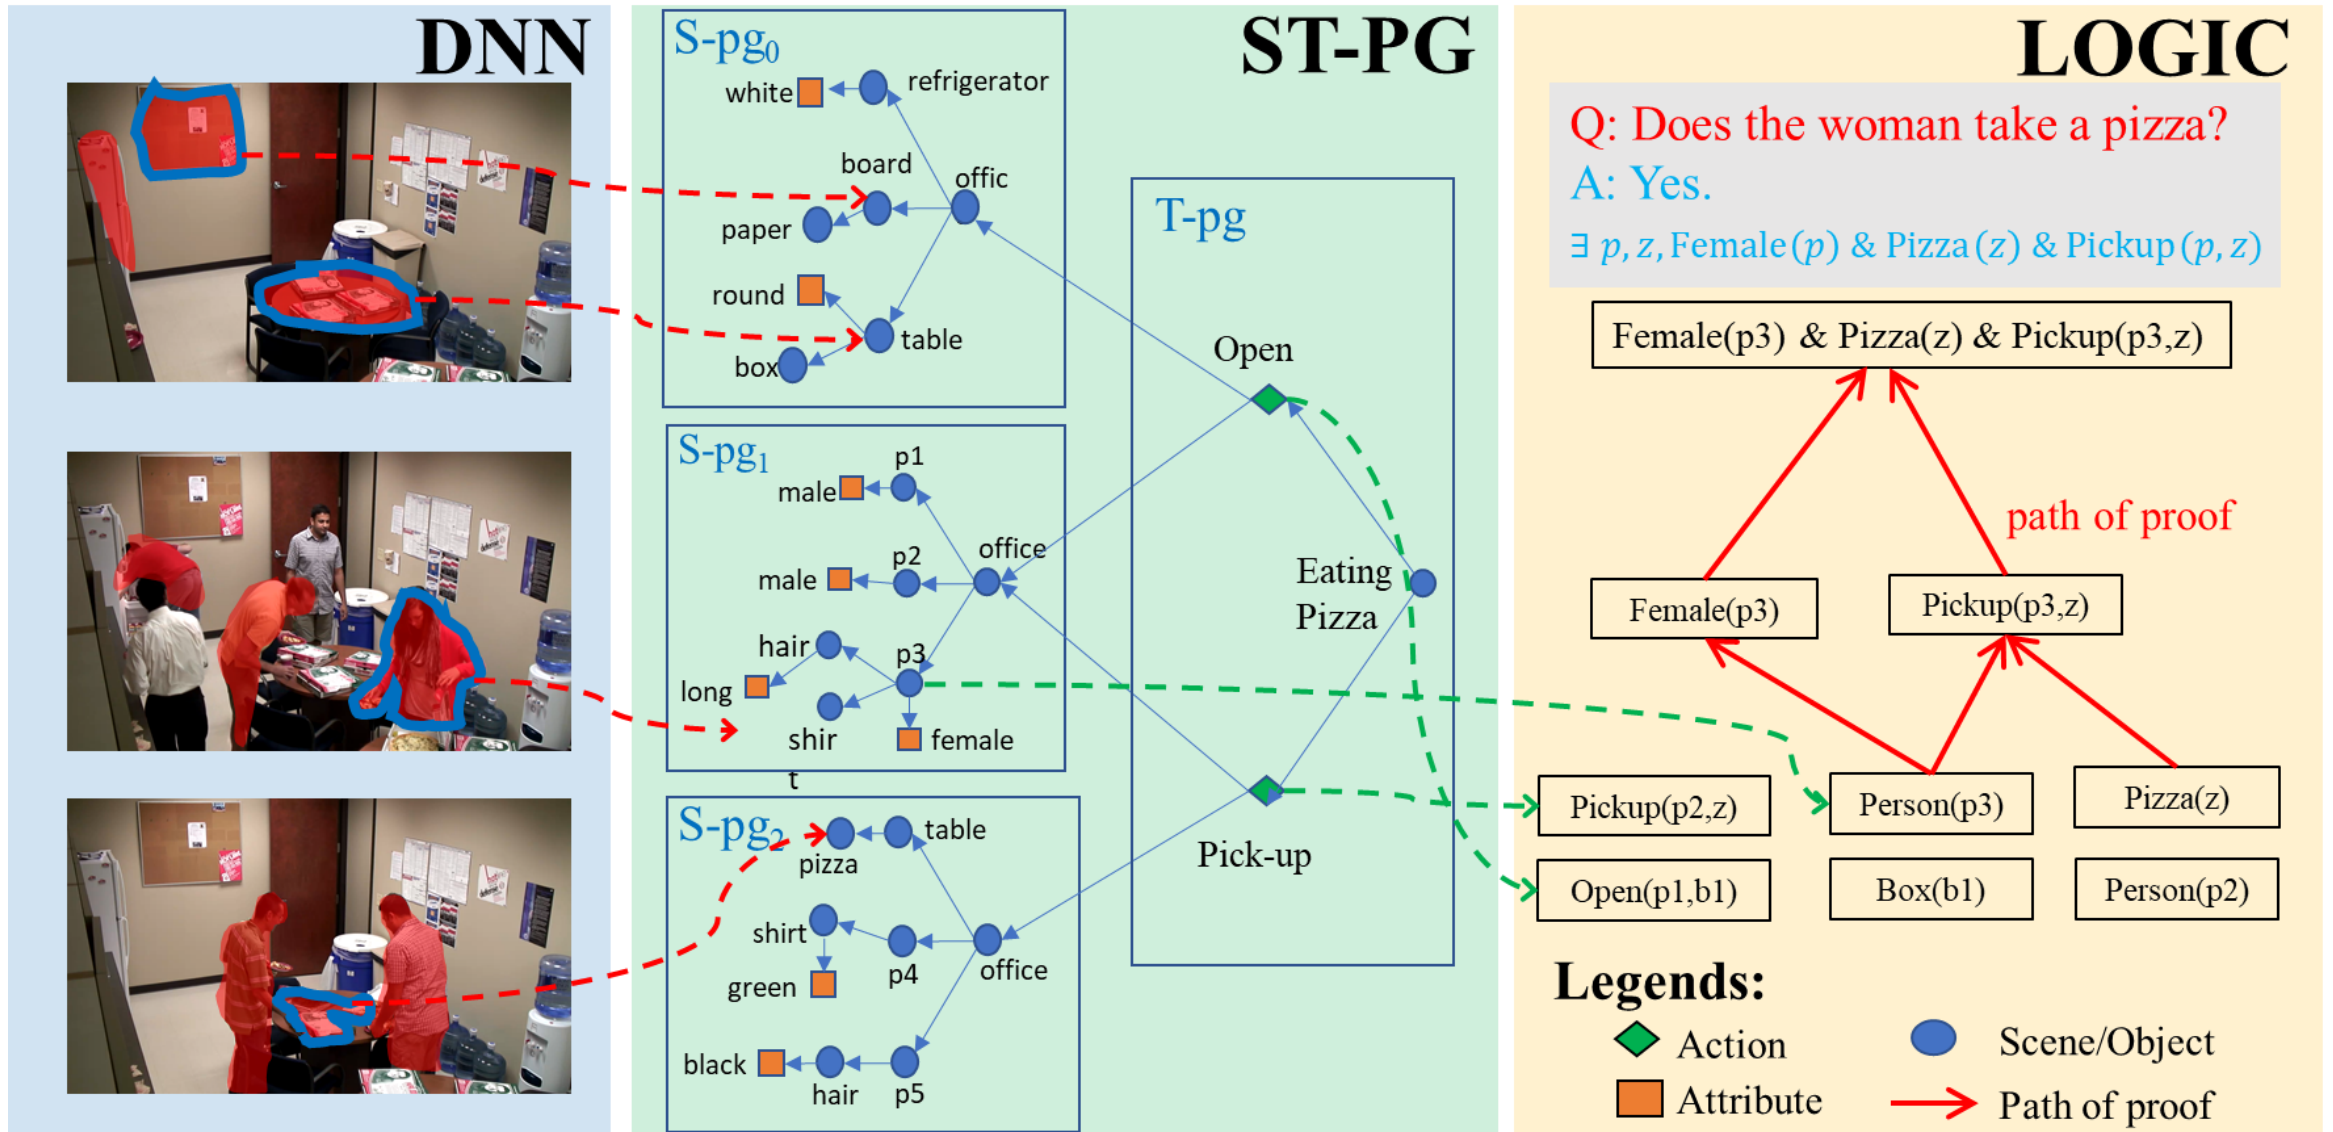 DNN
ST-PG
LOGIC
S-pg0
white
refrigerator
board
offic
paper
round
table
box
S-pg1
p1
male
p2
office
male
hair
p3
long
shir
t
female
S-pg2
table
pizza
shirt
p4
office
green
black
hair
p5
T-pg
Open
Eating
Pizza
Pick-up
Q: Does the woman take a pizza?
A: Yes.
∃ p, z, Female(p) & Pizza(z) & Pickup(p, z)
Female(p3) & Pizza(z) & Pickup(p3,z)
path of proof
Female(p3)
Pickup(p3,z)
Pickup(p2,z)
Person(p3)
Pizza(z)
Open(p1,b1)
Box(b1)
Person(p2)
Legends:
Action
Scene/Object
Attribute
Path of proof